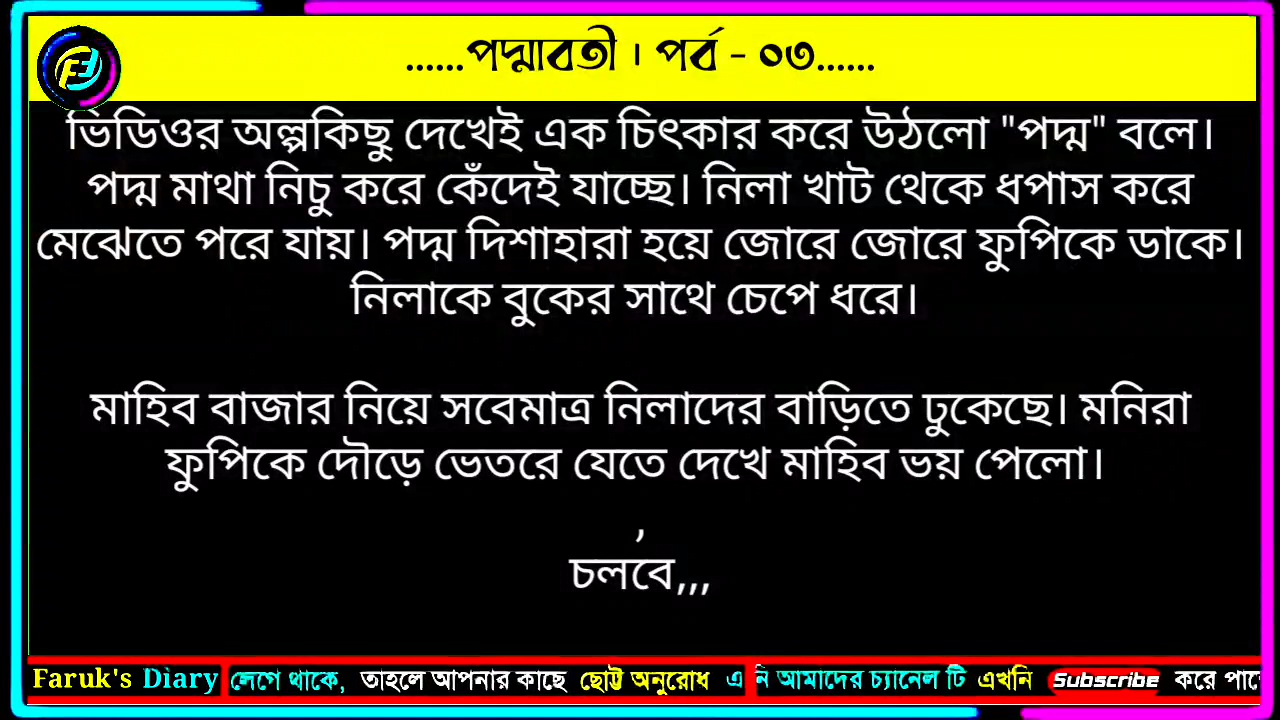 ......পদ্মাবতী । পর্ব - ০৩......
ভিডিওর অল্পকিছু দেখেই এক চিৎকার করে উঠলো "পদ্ম" বলে।
পদ্ম মাথা নিচু করে কেঁদেই যাচ্ছে। নিলা খাট থেকে ধপাস করে
মেঝেতে পরে যায়। পদ্ম দিশাহারা হয়ে জোরে জোরে ফুপিকে ডাকে।
নিলাকে বুকের সাথে চেপে ধরে।
মাহিব বাজার নিয়ে সবেমাত্র নিলাদের বাড়িতে ঢুকেছে। মনিরা
ফুপিকে দৌড়ে ভেতরে যেতে দেখে মাহিব ভয় পেলো।
,
চলবে,,,
Faruk's Diary লেগে থাকে, তাহলে আপনার কাছে ছোট্ট অনুরোধ এ নি আমাদের চ্যানেল টি এখনি Subscribe করে